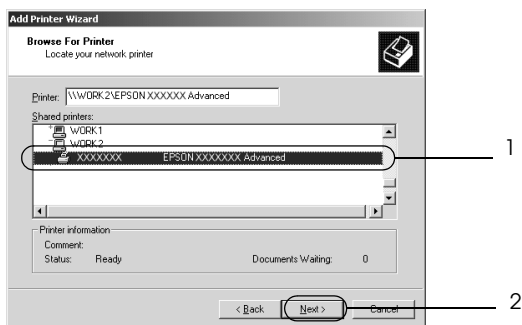 Add Printer Wizard
Browse For Printer
Locate your network printer
Printer: \\WORK2\EPSON XXXXXX Advanced
Shared printers:
WORK1
WORK2
XXXXXXX EPSON XXXXXXX Advanced
1
Printer information
Comment:
Status: Ready Documents Waiting: 0
< Back Next > Cancel
2